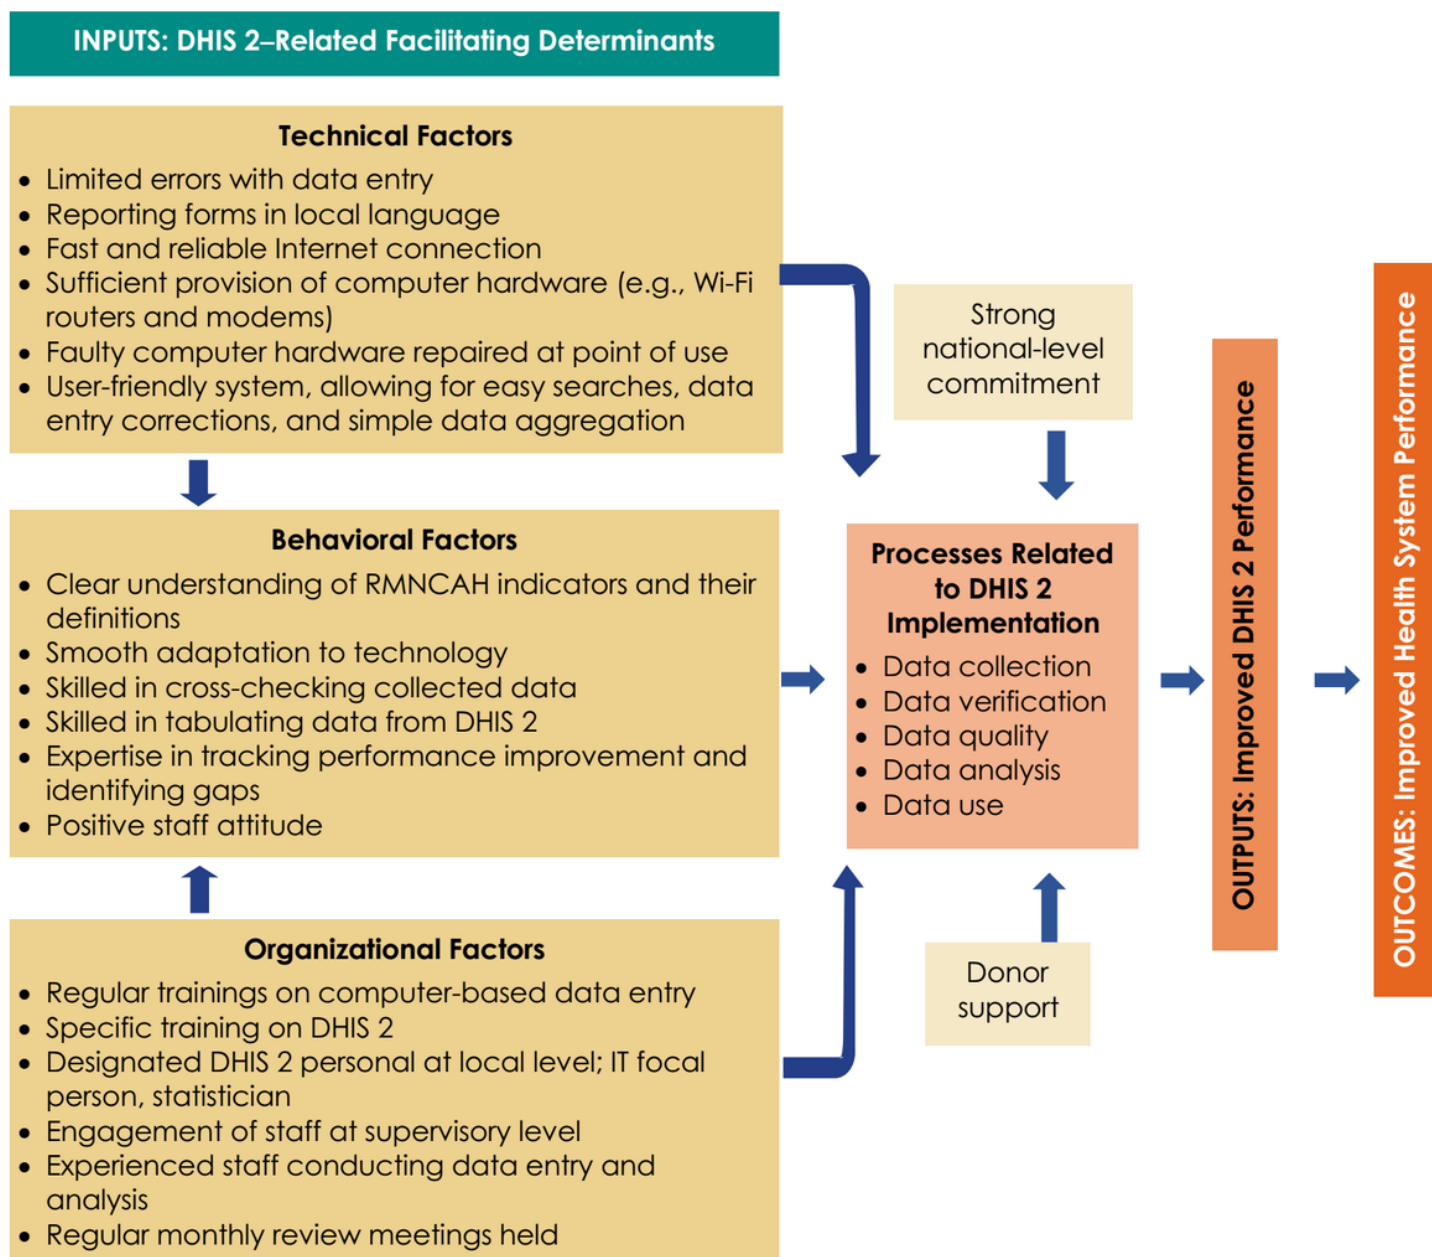 INPUTS: DHIS 2–Related Facilitating Determinants
Technical Factors
• Limited errors with data entry
• Reporting forms in local language
• Fast and reliable Internet connection
• Sufficient provision of computer hardware (e.g., Wi-Fi
routers and modems)
• Faulty computer hardware repaired at point of use
• User-friendly system, allowing for easy searches, data
entry corrections, and simple data aggregation
Behavioral Factors
• Clear understanding of RMNCAH indicators and their
definitions
• Smooth adaptation to technology
• Skilled in cross-checking collected data
• Skilled in tabulating data from DHIS 2
• Expertise in tracking performance improvement and
identifying gaps
• Positive staff attitude
Organizational Factors
• Regular trainings on computer-based data entry
• Specific training on DHIS 2
• Designated DHIS 2 personal at local level; IT focal
person, statistician
• Engagement of staff at supervisory level
• Experienced staff conducting data entry and
analysis
• Regular monthly review meetings held
Strong
national-level
commitment
Processes Related
to DHIS 2
Implementation
• Data collection
• Data verification
• Data quality
• Data analysis
• Data use
Donor
support
OUTPUTS: Improved DHIS 2 Performance
OUTCOMES: Improved Health System Performance